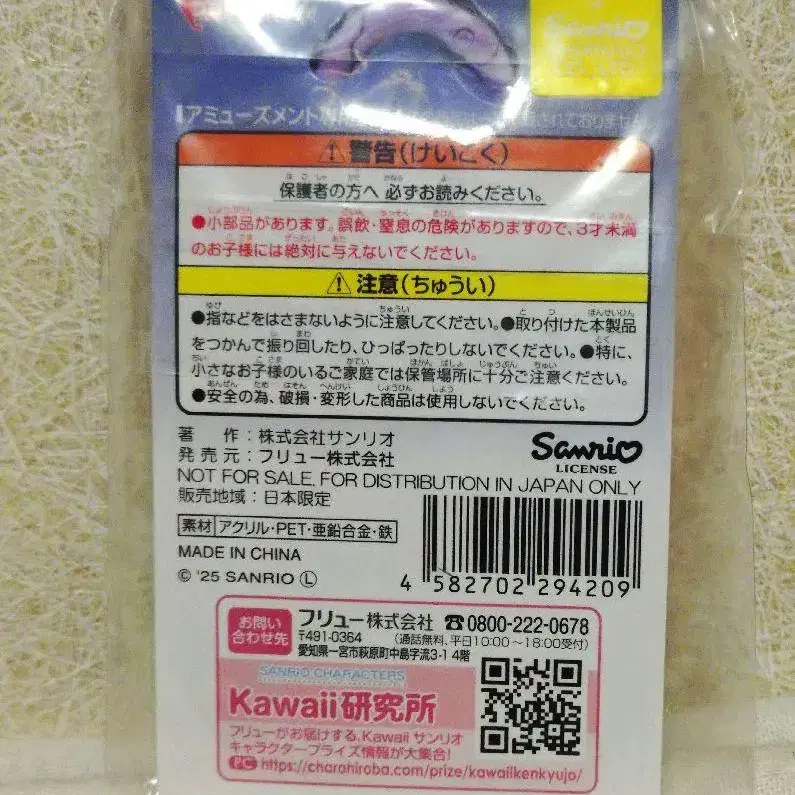 Sanrio
■アミューズメント専用
ておりません
⚠警告(けいこく)
保護者の方へ 必ずお読みください。
●小部品があります。誤飲・窒息の危険がありますので、3才未満
のお子様には絶対に与えないでください。
⚠注意(ちゅうい)
●指などをはさまないように注意してください。●取り付けた本製品
をつかんで振り回したり、ひっぱったりしないでください。●特に、
小さなお子様のいるご家庭では保管場所に十分ご注意ください。
●安全の為、破損・変形した商品は使用しないでください。
著 作:株式会社サンリオ
発売元:フリュー株式会社
Sanrio
LICENSE
NOT FOR SALE. FOR DISTRIBUTION IN JAPAN ONLY
販売地域:日本限定
素材 アクリル・PET・亜鉛合金・鉄
MADE IN CHINA
© '25 SANRIO Ⓛ
4 582702 294209
お問い
合わせ先
フリュー株式会社 ☎0800-222-0678
〒491-0364 (通話無料、平日10:00~18:00受付)
愛知県一宮市萩原町中島字流3-1 4階
SANRIO CHARACTERS
Kawaii研究所
フリューがお届けする、Kawaii サンリオ
キャラクタープライズ情報が大集合!
PC https://charahiroba.com/prize/kawaiikenkyujo/